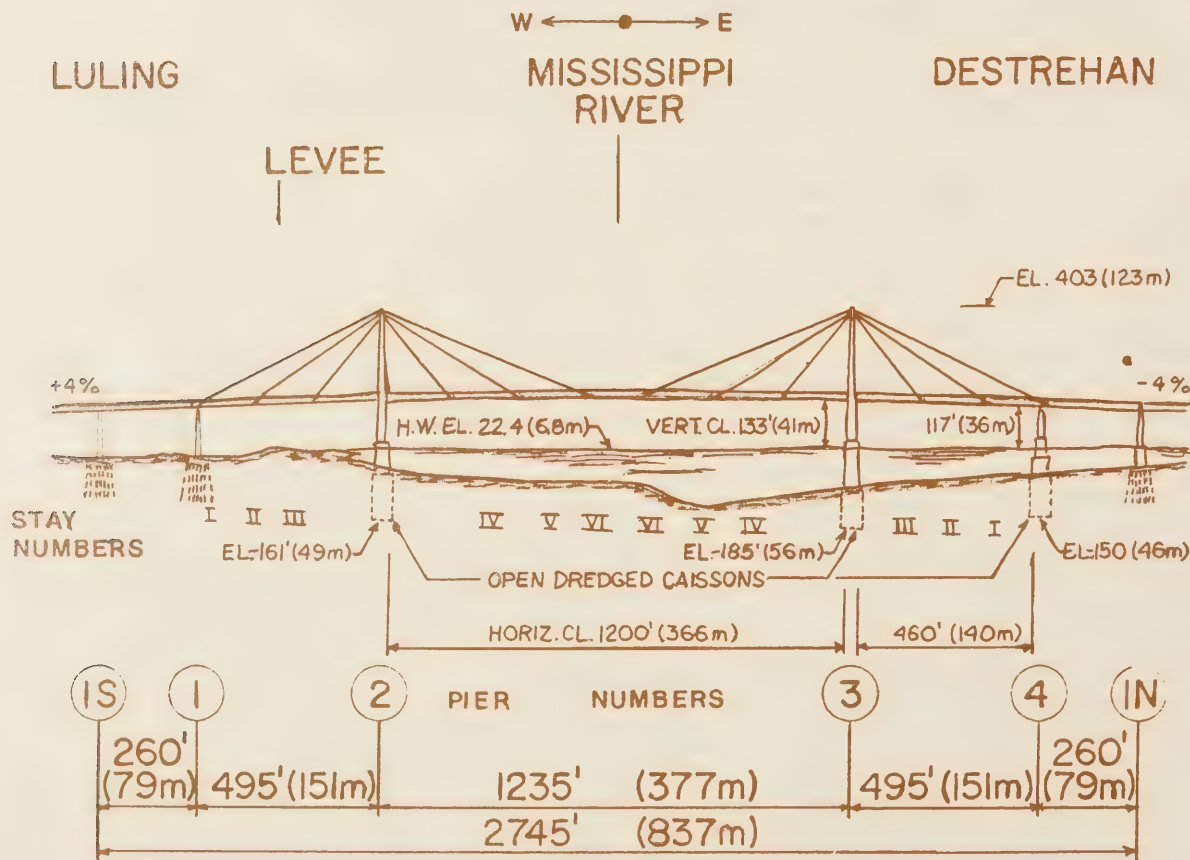 W E
LULING MISSISSIPPI RIVER DESTREHAN
LEVEE
EL. 403 (123m)
+4% -4%
H.W. EL. 22.4 (6.8m) VERT. CL. 133' (41m) 117' (36m)
STAY NUMBERS I II III IV V VI VI V IV III II I
EL-161' (49m) EL-185' (56m) EL-150 (46m)
OPEN DREDGED CAISSONS
HORIZ. CL. 1200' (366m) 460' (140m)
1S 1 2 PIER NUMBERS 3 4 1N
260' (79m) 495' (151m) 1235' (377m) 495' (151m) 260' (79m)
2745' (837m)